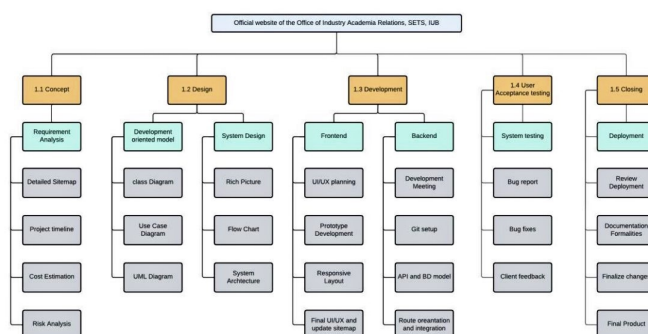 Official website of the Office of Industry Academia Relations, SETS, IUB
1.1 Concept
1.2 Design
1.3 Development
1.4 User
Acceptance testing
1.5 Closing
Requirement
Analysis
Development
oriented model
System Design
Frontend
Backend
System testing
Deployment
Detailed Sitemap
class Diagram
Rich Picture
UI/UX planning
Development
Meeting
Bug report
Review
Deployment
Project timeline
Use Case
Diagram
Flow Chart
Prototype
Development
Git setup
Bug fixes
Documentation
Formalities
Cost Estimation
UML Diagram
System
Archtecture
Responsive
Layout
API and BD model
Client feedback
Finalize changes
Risk Analysis
Final UI/UX and
update sitemap
Route oreantation
and integration
Final Product